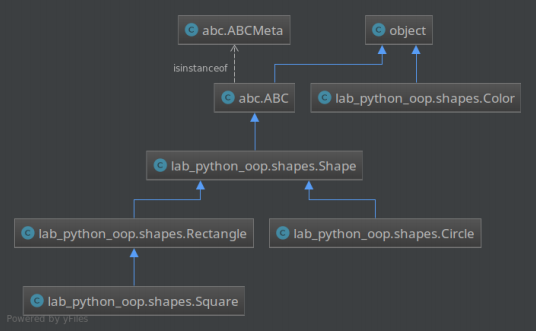 abc.ABCMeta
object
isinstanceof
abc.ABC
lab_python_oop.shapes.Color
lab_python_oop.shapes.Shape
lab_python_oop.shapes.Rectangle
lab_python_oop.shapes.Circle
lab_python_oop.shapes.Square
Powered by yFiles